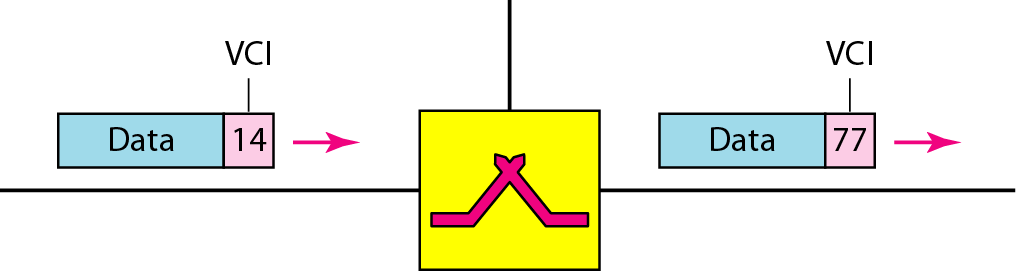 VCI
Data 14
VCI
Data 77